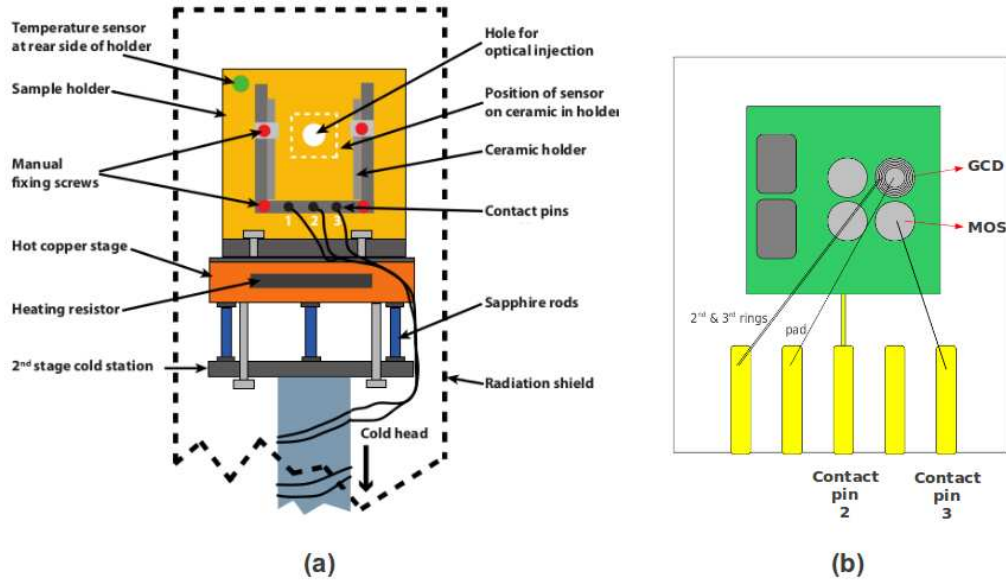 Temperature sensor
at rear side of holder
Sample holder
Manual
fixing screws
Hot copper stage
Heating resistor
2nd stage cold station
Hole for
optical injection
Position of sensor
on ceramic in holder
Ceramic holder
Contact pins
1 2 3
Sapphire rods
Radiation shield
Cold head
(a)
GCD
MOS
2nd & 3rd rings
pad
Contact
pin
2
Contact
pin
3
(b)